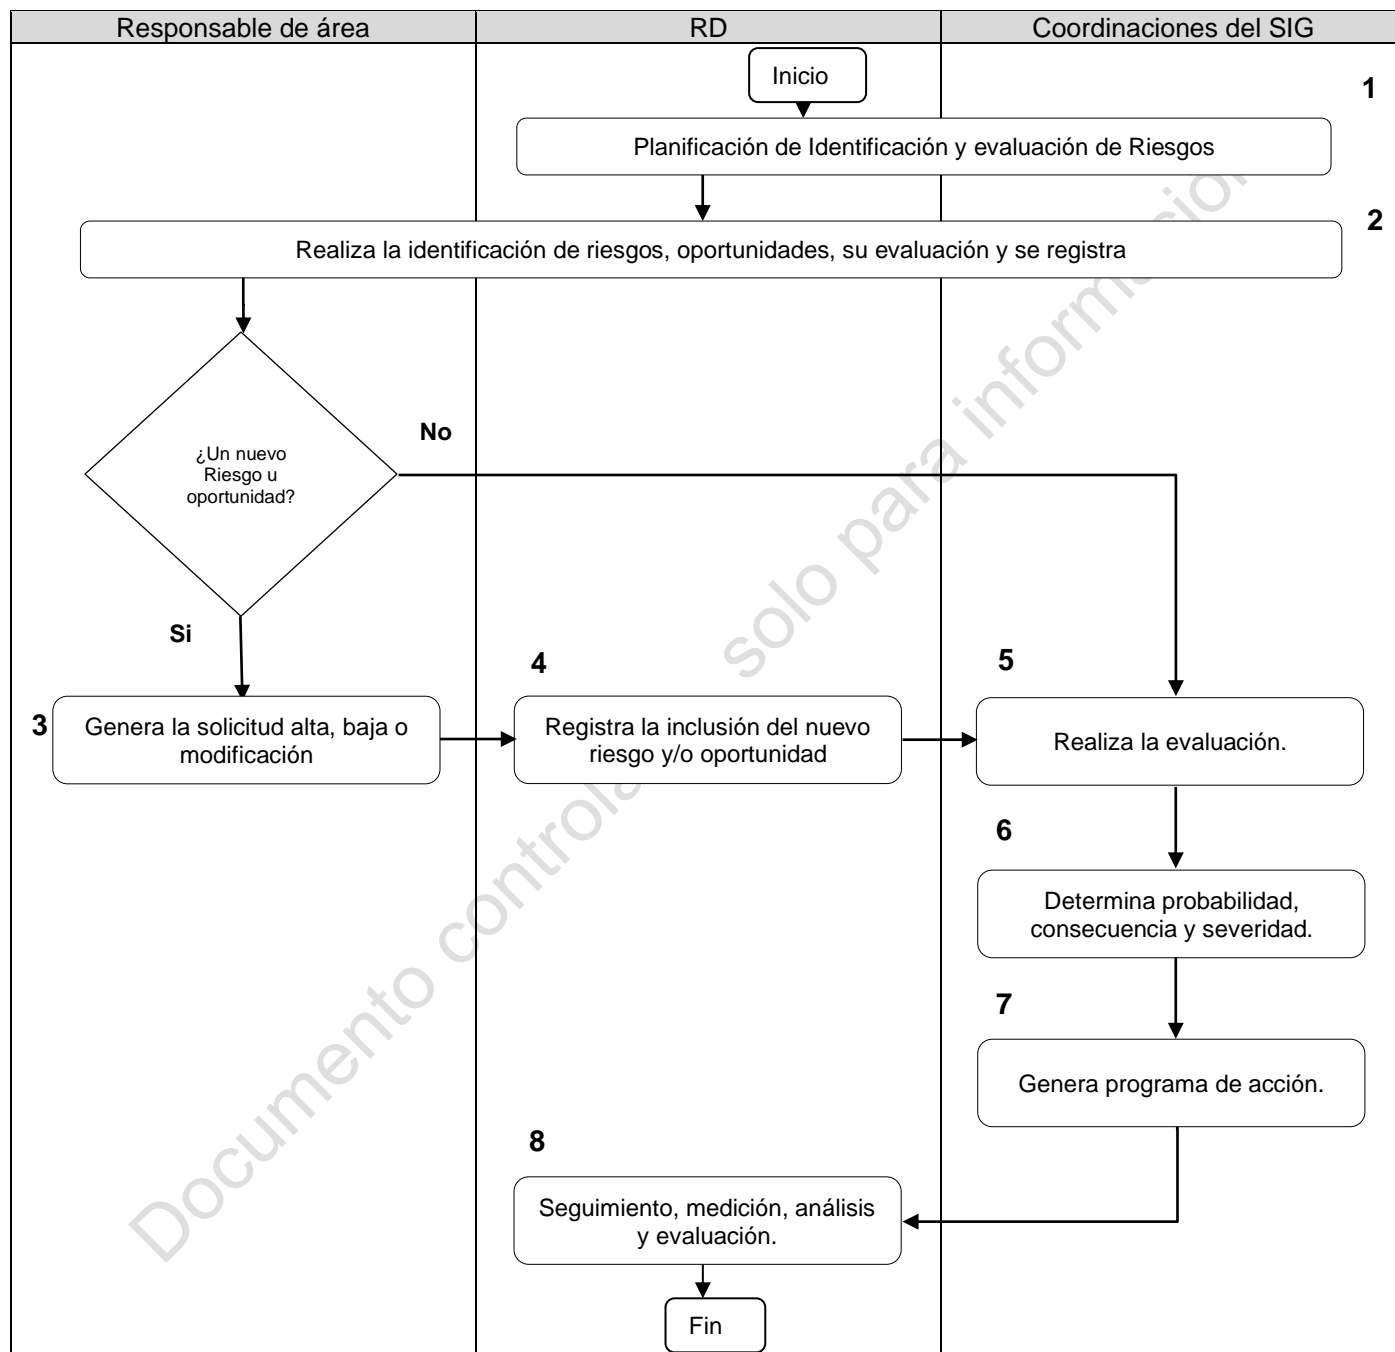 Responsable de área
RD
Coordinaciones del SIG
Inicio
1
Planificación de Identificación y evaluación de Riesgos
2
Realiza la identificación de riesgos, oportunidades, su evaluación y se registra
¿Un nuevo
Riesgo u
oportunidad?
No
Si
3
Genera la solicitud alta, baja o
modificación
4
Registra la inclusión del nuevo
riesgo y/o oportunidad
5
Realiza la evaluación.
6
Determina probabilidad,
consecuencia y severidad.
7
Genera programa de acción.
8
Seguimiento, medición, análisis
y evaluación.
Fin
Documento solo para